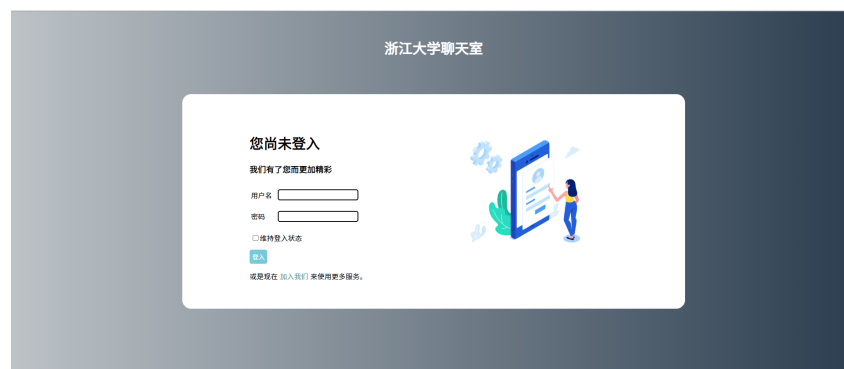 浙江大学聊天室
您尚未登入
我们有了您而更加精彩
用户名
密码
维持登入状态
登入
或是现在 加入我们 来使用更多服务。